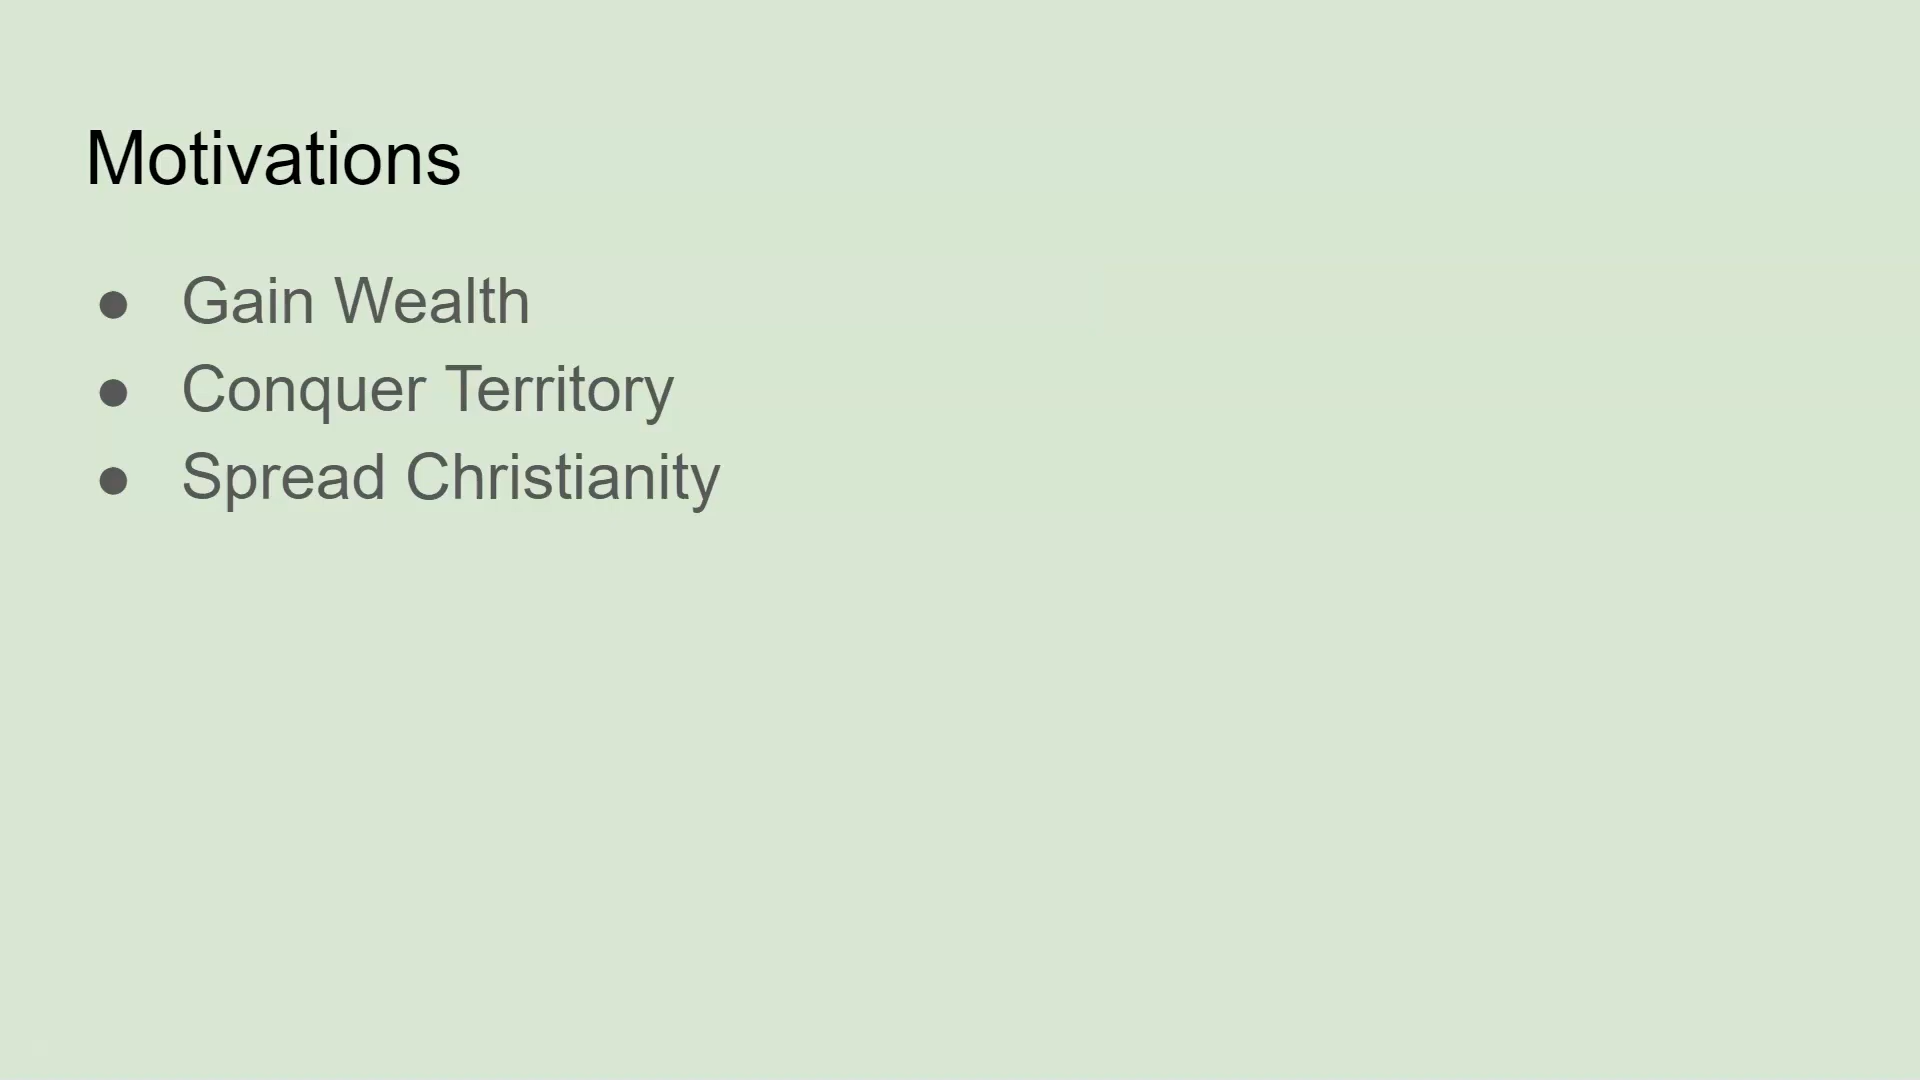 Motivations
● Gain Wealth
● Conquer Territory
● Spread Christianity